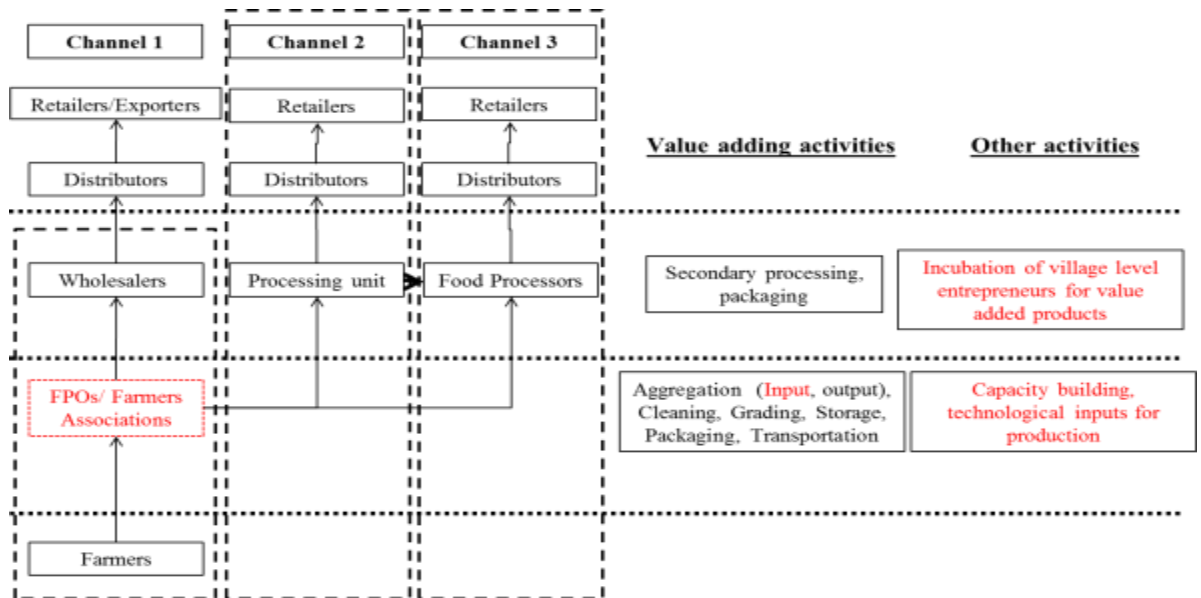 Channel 1
Channel 2
Channel 3
Retailers/Exporters
Retailers
Retailers
Value adding activities
Other activities
Distributors
Distributors
Distributors
Wholesalers
Processing unit
Food Processors
Secondary processing,
packaging
Incubation of village level
entrepreneurs for value
added products
FPOs/ Farmers
Associations
Aggregation (Input, output),
Cleaning, Grading, Storage,
Packaging, Transportation
Capacity building,
technological inputs for
production
Farmers